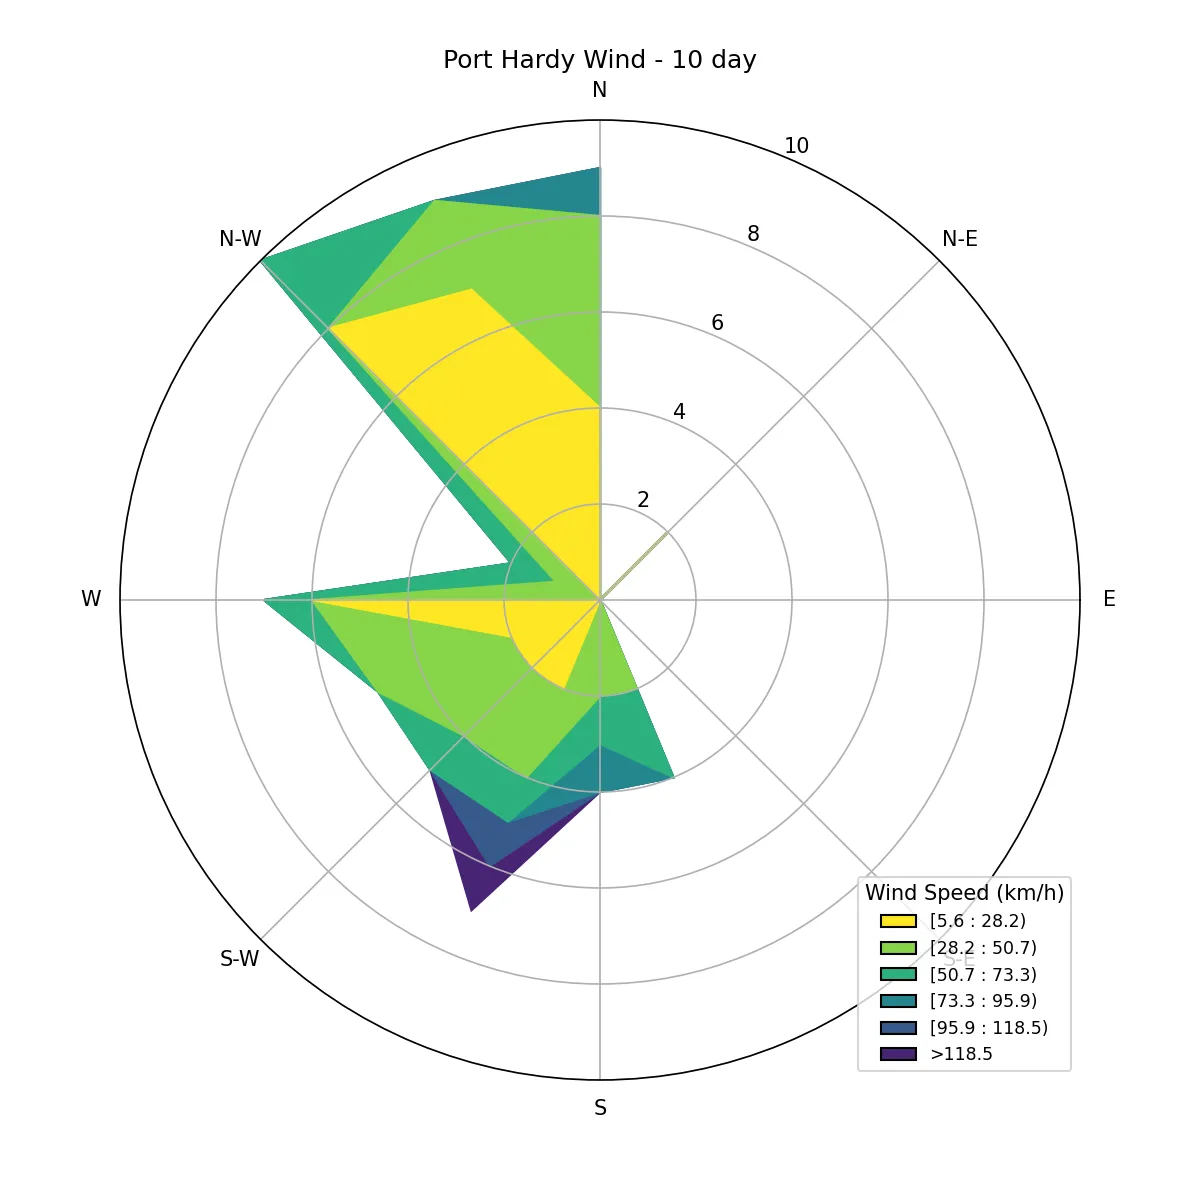 Port Hardy Wind - 10 day
N
10
N-W
8
N-E
6
4
2
W
E
Wind Speed (km/h)
[5.6 : 28.2)
[28.2 : 50.7)
S-W
S-E
[50.7 : 73.3)
[73.3 : 95.9)
[95.9 : 118.5)
>118.5
S